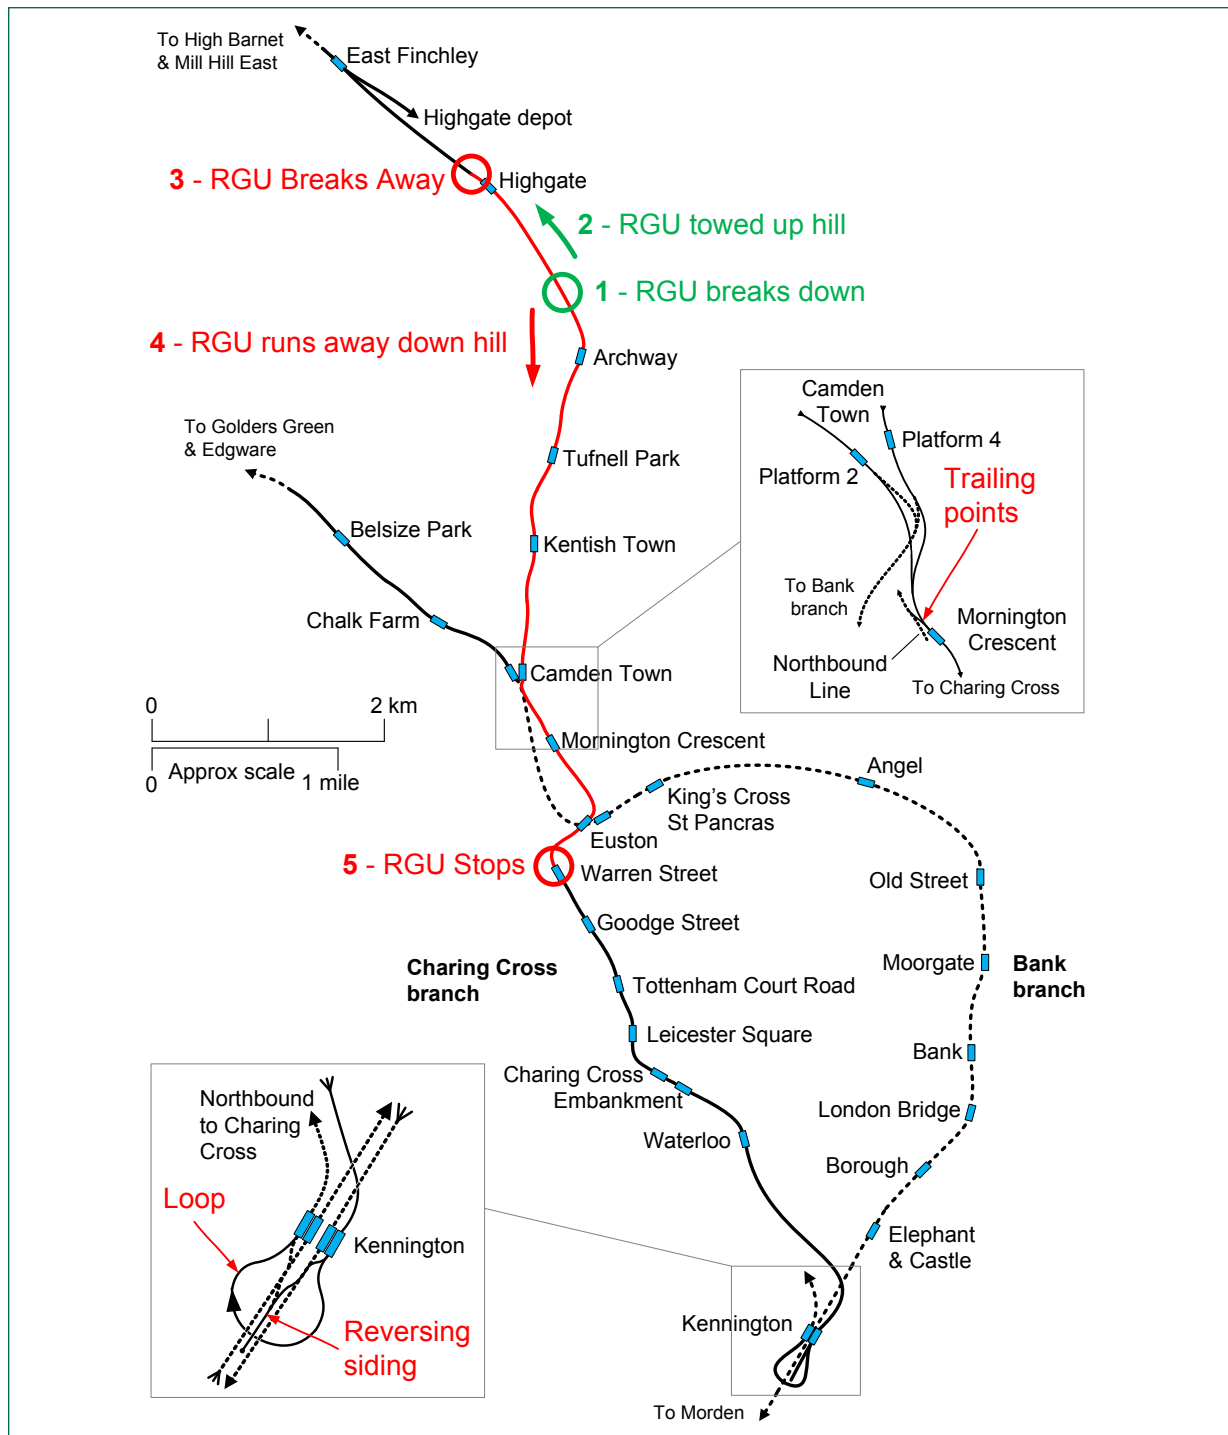 To High Barnet
& Mill Hill East
East Finchley
Highgate depot
3 - RGU Breaks Away
Highgate
2 - RGU towed up hill
1 - RGU breaks down
4 - RGU runs away down hill
Archway
To Golders Green
& Edgware
Tufnell Park
Belsize Park
Kentish Town
Chalk Farm
Camden Town
Camden
Town
Platform 4
Platform 2
Trailing
points
To Bank
branch
Mornington
Crescent
Northbound
Line
To Charing Cross
0
2 km
Approx scale
0
1 mile
Mornington Crescent
Angel
King's Cross
St Pancras
Euston
5 - RGU Stops
Warren Street
Old Street
Goodge Street
Charing Cross
branch
Moorgate
Bank
branch
Tottenham Court Road
Leicester Square
Bank
Charing Cross
Embankment
London Bridge
Waterloo
Borough
Elephant
& Castle
Northbound
to Charing
Cross
Loop
Kennington
Reversing
siding
Kennington
To Morden